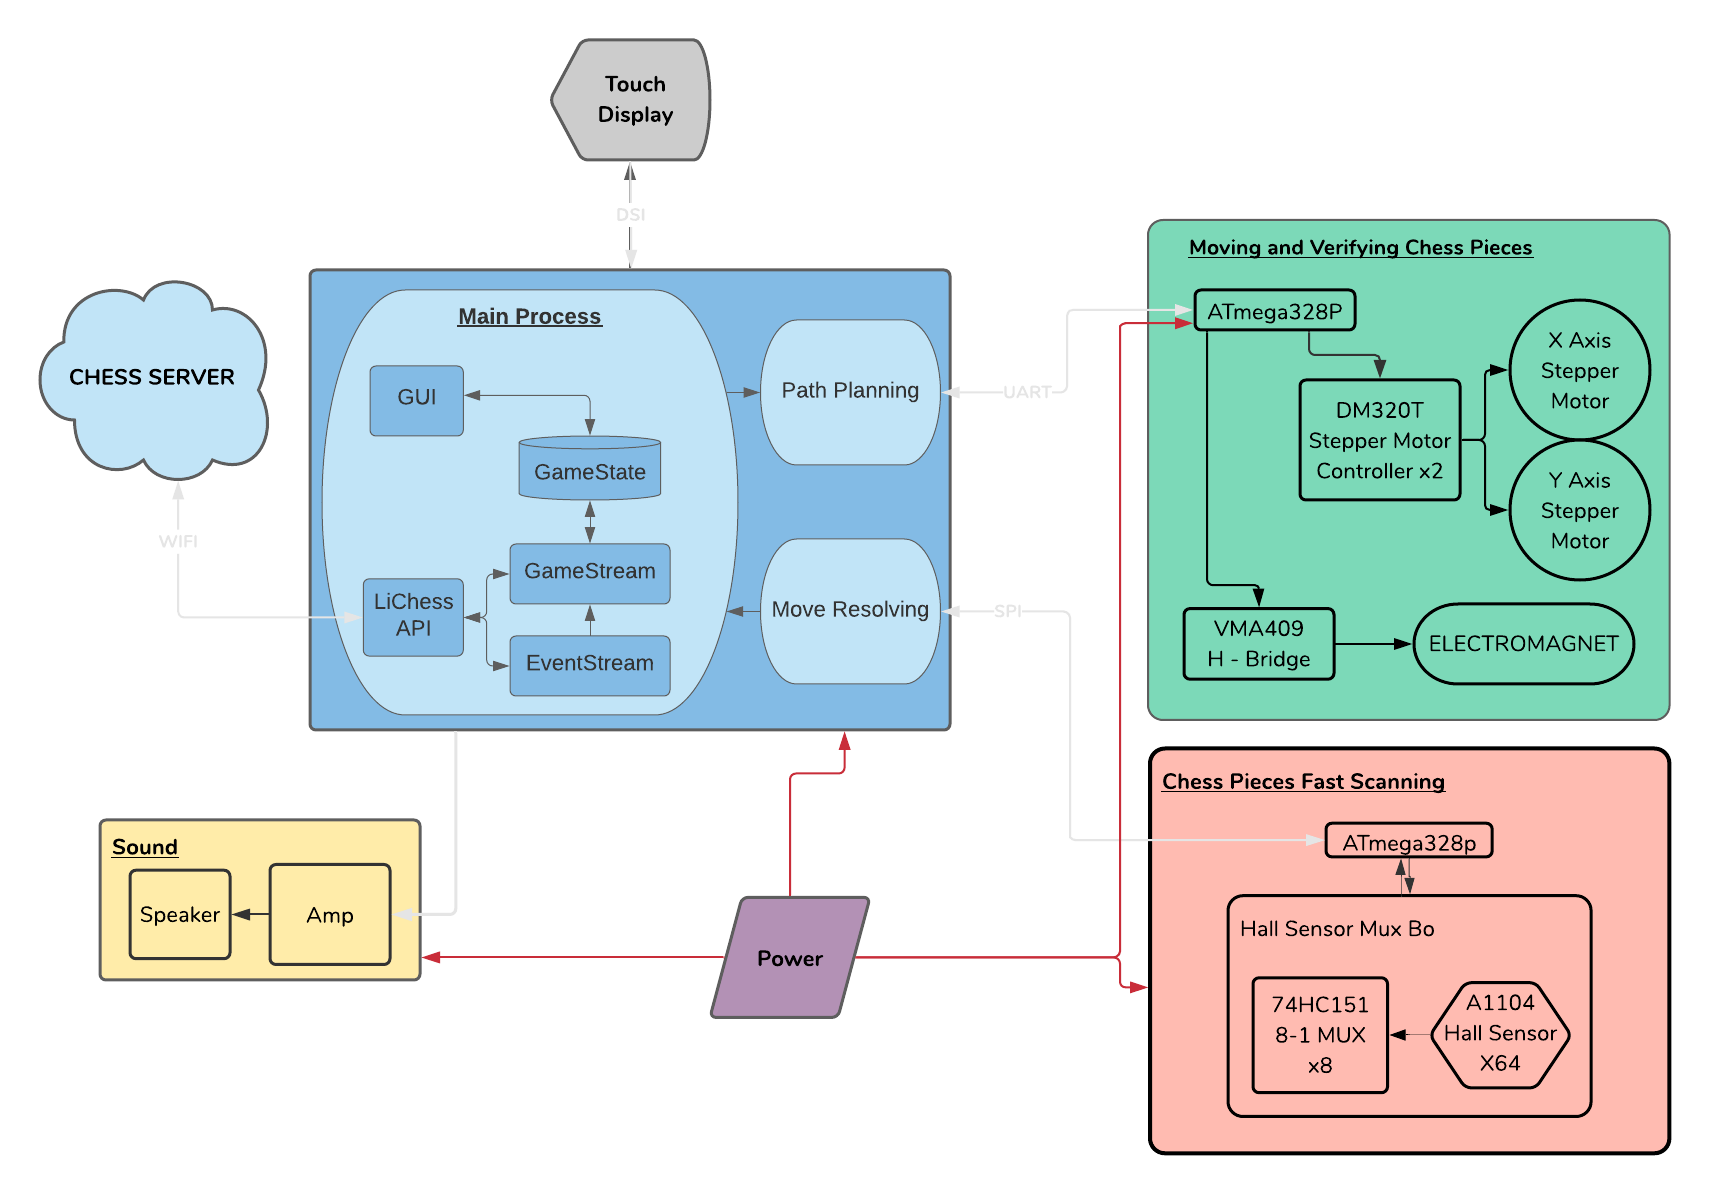 Touch
Display
DSI
CHESS SERVER
WIFI
Main Process
GUI
GameState
GameStream
LiChess
API
EventStream
Path Planning
Move Resolving
UART
SPI
Moving and Verifying Chess Pieces
ATmega328P
DM320T
Stepper Motor
Controller x2
X Axis
Stepper
Motor
Y Axis
Stepper
Motor
VMA409
H - Bridge
ELECTROMAGNET
Chess Pieces Fast Scanning
ATmega328p
Hall Sensor Mux Bo
74HC151
8-1 MUX
x8
A1104
Hall Sensor
X64
Sound
Speaker
Amp
Power